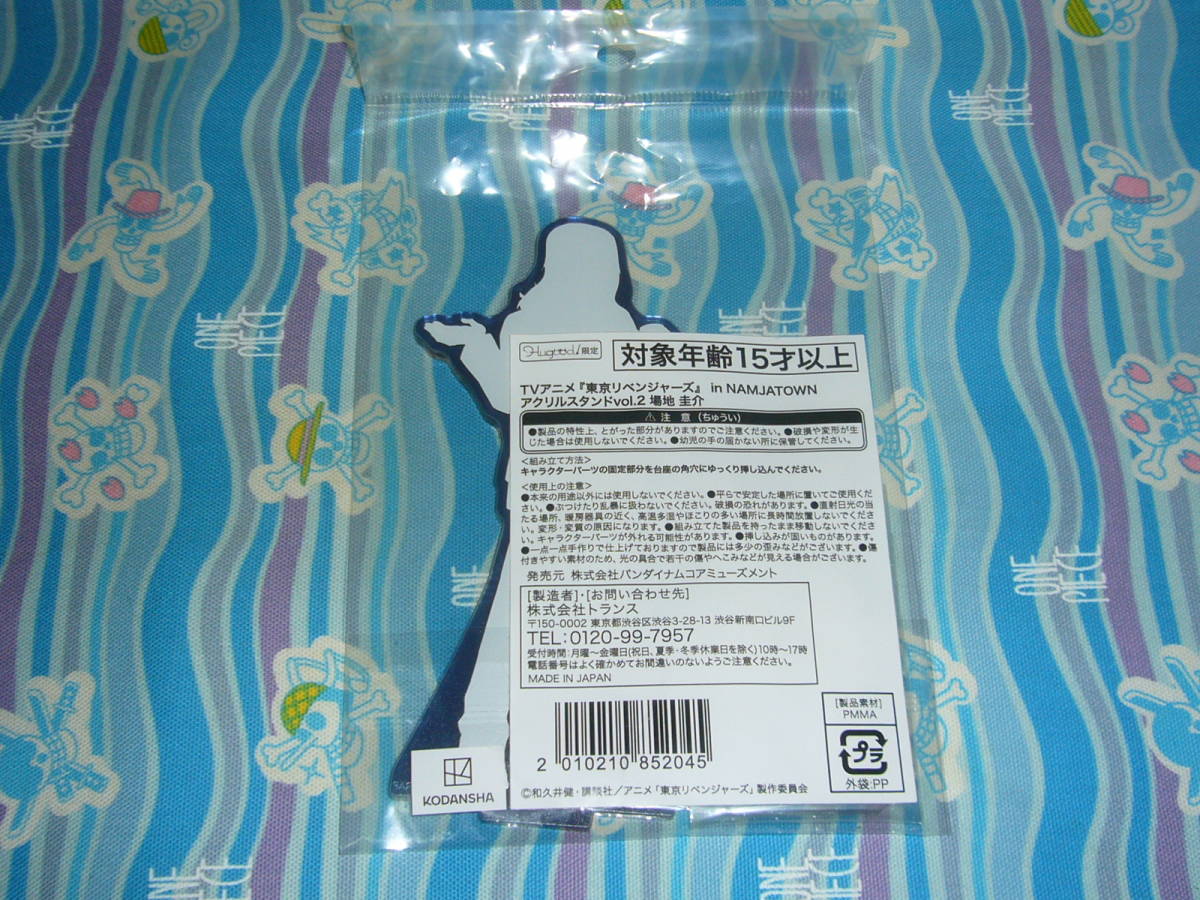 Hugood! 限定
対象年齢15才以上
TVアニメ『東京リベンジャーズ』 in NAMJATOWN
アクリルスタンドvol.2 場地 圭介
⚠ 注 意 (ちゅうい)
●製品の特性上、とがった部分がありますのでご注意ください。●破損や変形が生
じた場合は使用しないでください。●幼児の手の届かない所に保管してください。
<組み立て方法>
キャラクターパーツの固定部分を台座の角穴にゆっくり挿し込んでください。
<使用上の注意>
●本来の用途以外には使用しないでください。●平らで安定した場所に置いてご使用くだ
さい。●ぶつけたり乱暴に扱わないでください。破損の恐れがあります。●直射日光の当
たる場所、暖房器具の近く、高温多湿やほこりの多い場所に長時間放置しないでくださ
い。変形・変質の原因になります。●組み立てた製品を持ったまま移動しないでくださ
い。キャラクターパーツが外れる可能性があります。●挿し込みが固いものがあります。
●一点一点手作りで仕上げておりますので製品には多少の歪みなどがございます。●傷
付きやすい素材のため、光の具合で若干の傷やへこみなどが見える場合がございます。
発売元 株式会社バンダイナムコアミューズメント
[製造者]・[お問い合わせ先]
株式会社トランス
〒150-0002 東京都渋谷区渋谷3-28-13 渋谷新南口ビル9F
TEL:0120-99-7957
受付時間:月曜〜金曜日(祝日、夏季・冬季休業日を除く)10時〜17時
電話番号はよく確かめてお間違いのないようご注意ください。
MADE IN JAPAN
[製品素材]
PMMA
プラ
外袋:PP
2 010210 852045
©和久井健・講談社/アニメ「東京リベンジャーズ」製作委員会
KODANSHA
ONE PIECE
ONE PIECE
ONE PIECE
ONE PIECE
ONE PIECE
ONE PIECE
ONE PIECE